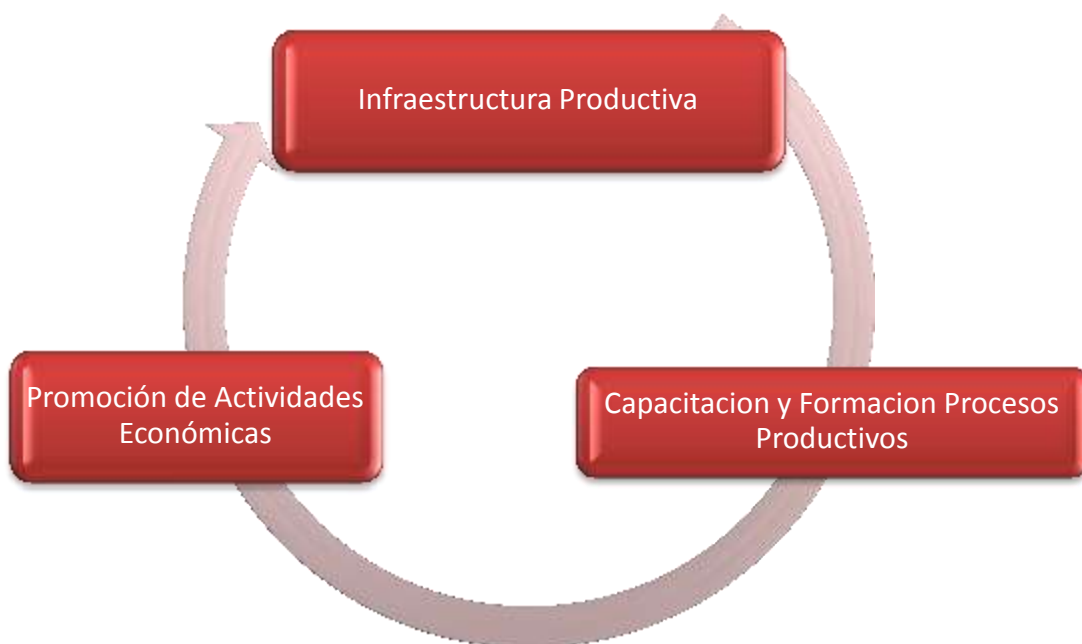 Infraestructura Productiva
Promoción de Actividades
Económicas
Capacitacion y Formacion Procesos
Productivos